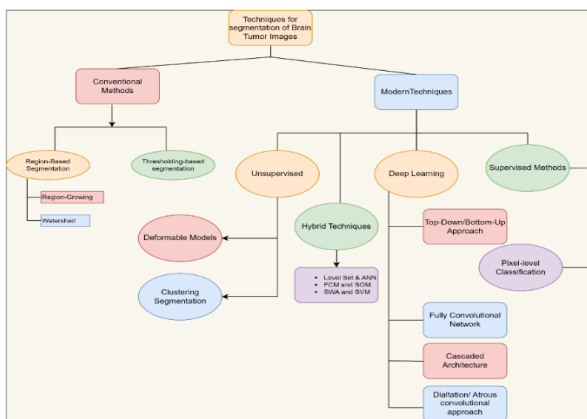 Techniques for
segmentation of Brain
Tumor Images
Conventional
Methods
ModernTechniques
Region-Based
Segmentation
Thresholding-based
segmentation
Unsupervised
Deep Learning
Supervised Methods
Region-Growing
Watershed
Deformable Models
Hybrid Techniques
Top-Down/Bottom-Up
Approach
Pixel-level
Classification
Clustering
Segmentation
• Level Set & ANN
• FCM and SOM
• SWA and SVM
Fully Convolutional
Network
Cascaded
Architecture
Dialtation/ Atrous
convolutional
approach